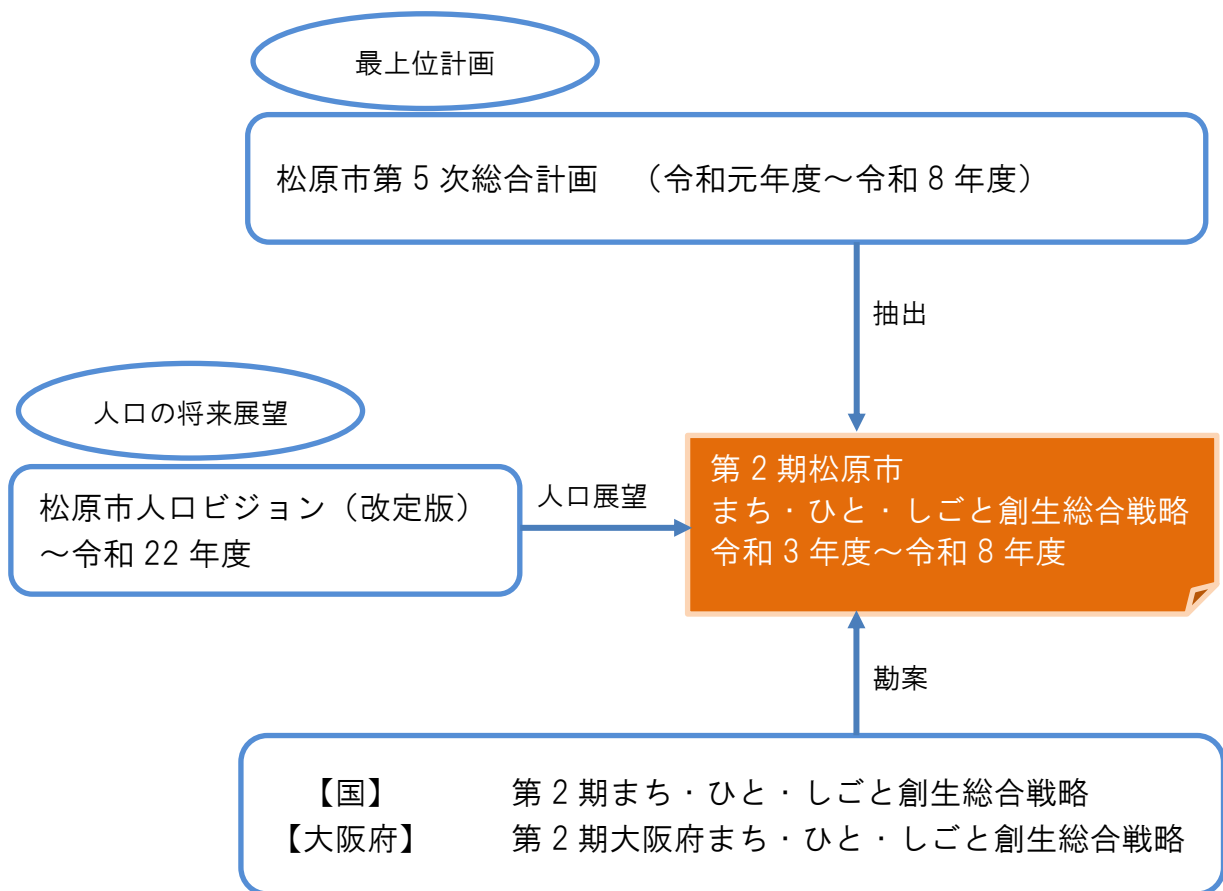 最上位計画
松原市第5次総合計画　（令和元年度～令和8年度）
抽出
人口の将来展望
松原市人口ビジョン（改定版）
～令和22年度
人口展望
第2期松原市
まち・ひと・しごと創生総合戦略
令和3年度～令和8年度
勘案
【国】　第2期まち・ひと・しごと創生総合戦略
【大阪府】　第2期大阪府まち・ひと・しごと創生総合戦略